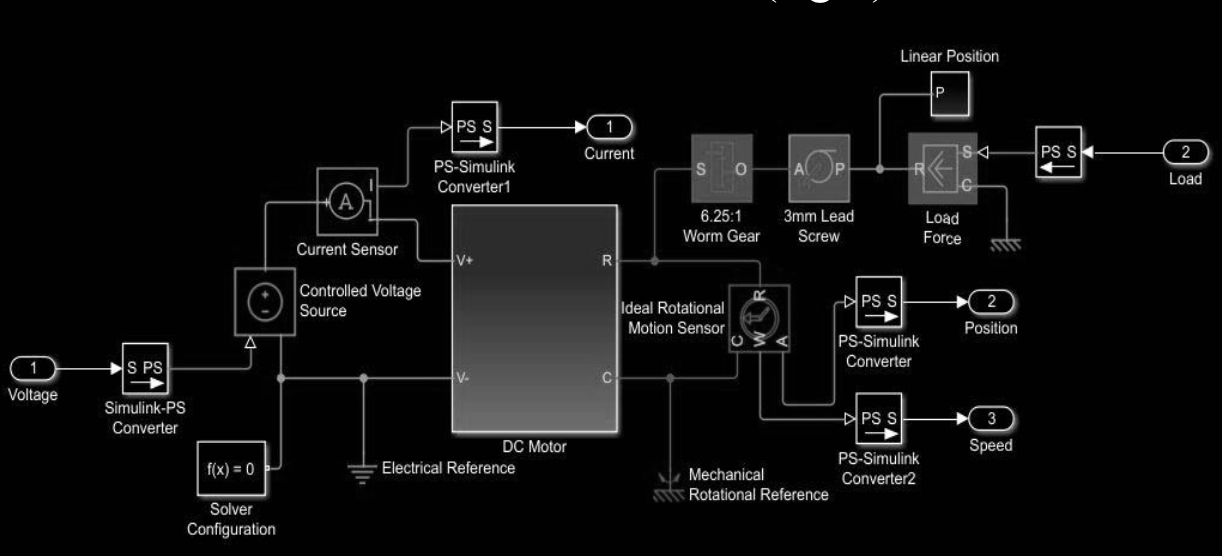 Linear Position
P
PS S
1
Current
PS-Simulink
Converter1
I
A
Current Sensor
S
O
6.25:1
Worm Gear
A
P
3mm Lead
Screw
R
S
C
Load
Force
PS S
2
Load
V+
V-
R
C
DC Motor
+
-
Controlled Voltage
Source
1
Voltage
S PS
Simulink-PS
Converter
f(x) = 0
Solver
Configuration
Electrical Reference
Ideal Rotational
Motion Sensor
R
C
W
A
PS S
PS-Simulink
Converter
2
Position
PS S
PS-Simulink
Converter2
3
Speed
Mechanical
Rotational Reference